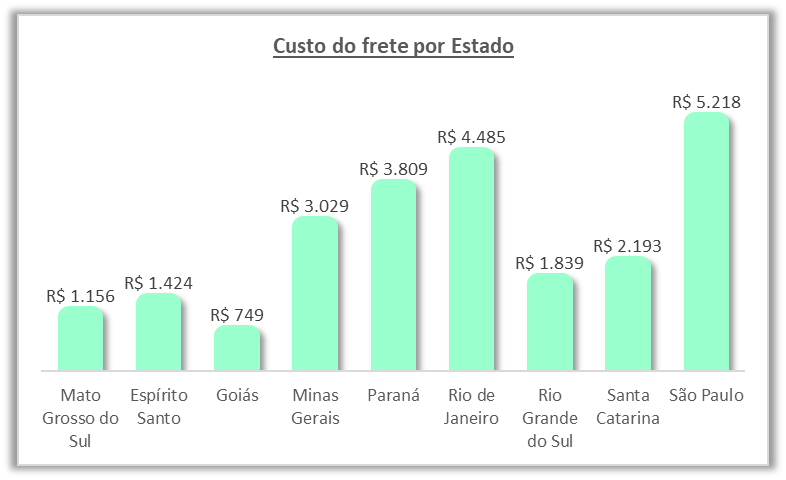 Custo do frete por Estado
R$ 5.218
R$ 4.485
R$ 3.809
R$ 3.029
R$ 2.193
R$ 1.839
R$ 1.424
R$ 1.156
R$ 749
Mato
Grosso do
Sul
Espírito
Santo
Goiás
Minas
Gerais
Paraná
Rio de
Janeiro
Rio
Grande
do Sul
Santa
Catarina
São Paulo